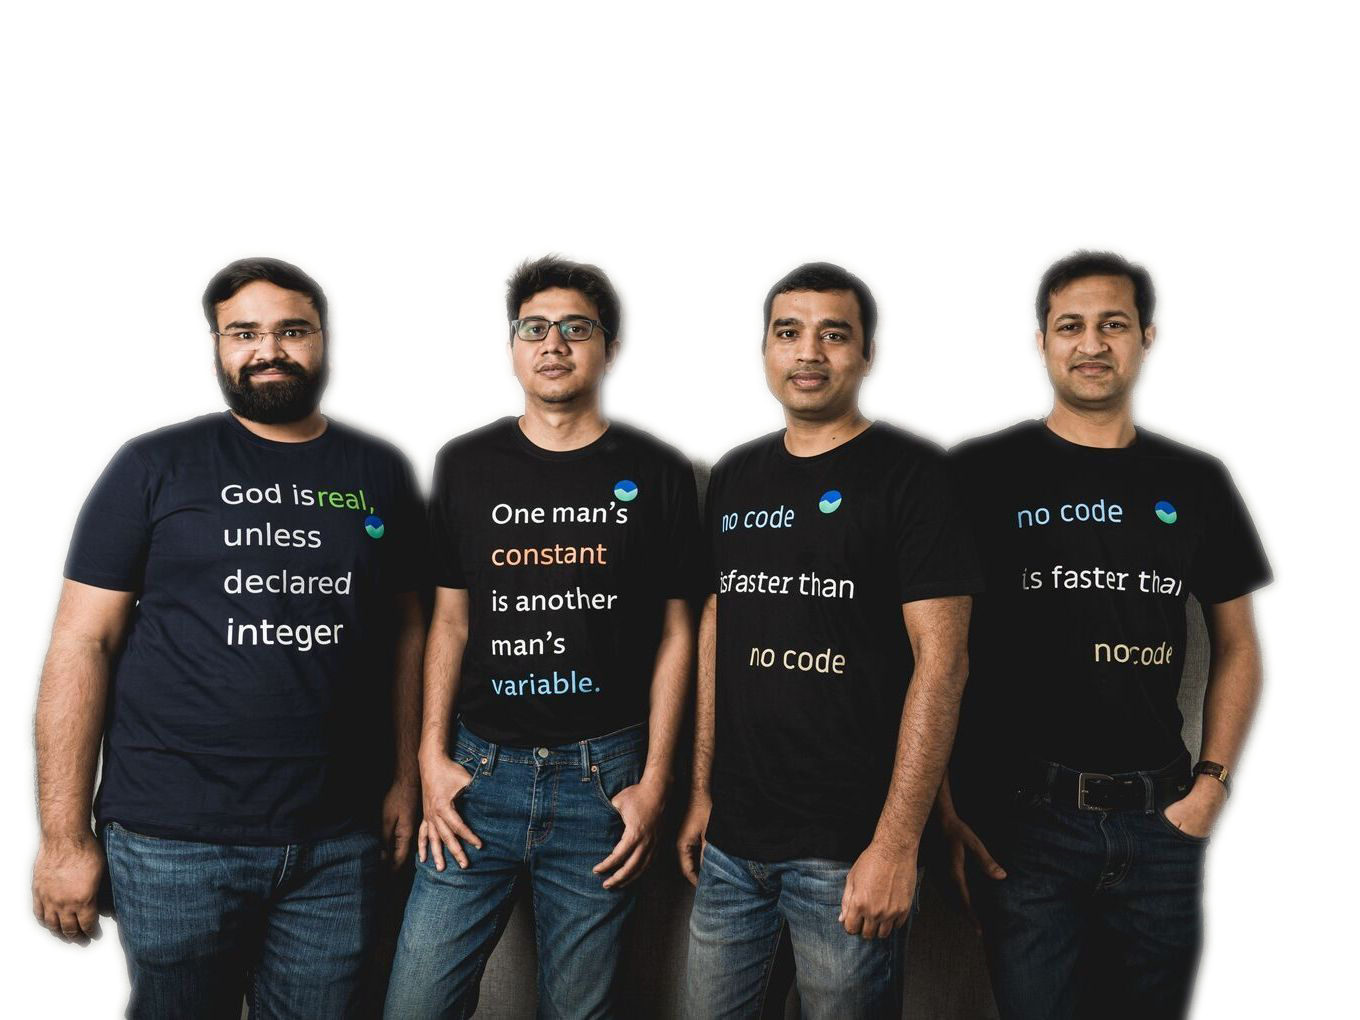 God is real,
unless
declared
integer
One man's
constant
is another
man's
variable.
no code
is faster than
no code
no code
is faster than
no code